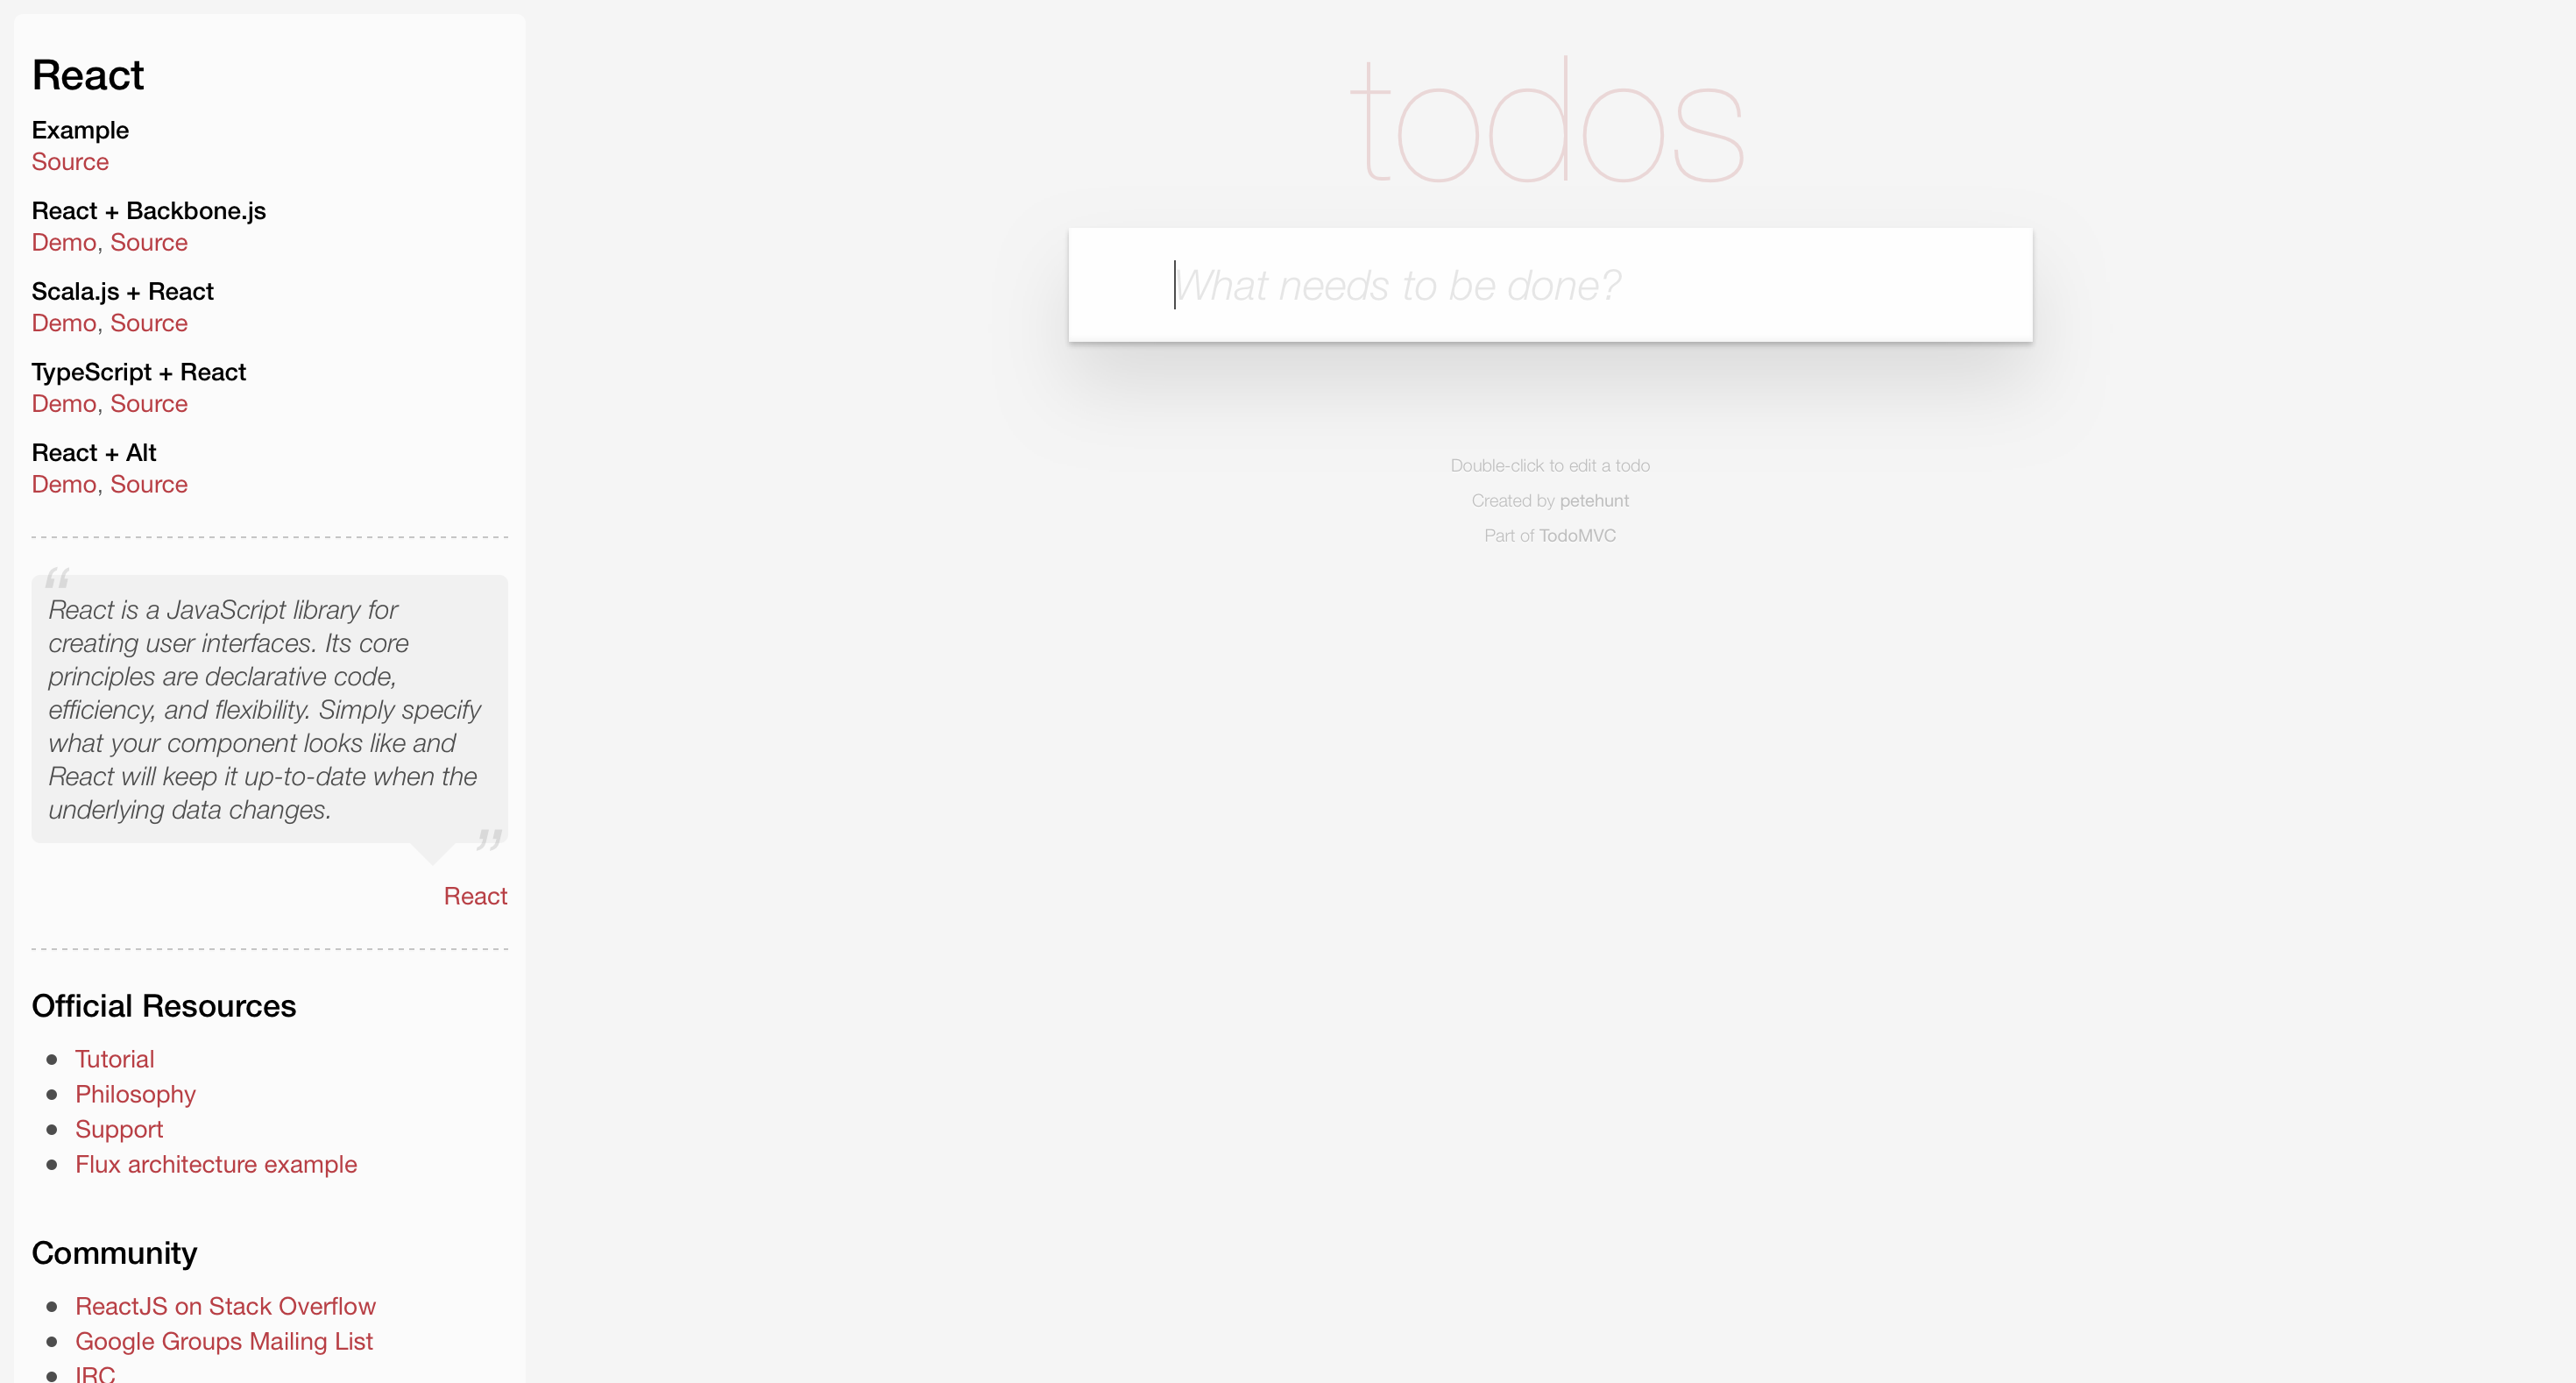 React
Example
Source
React + Backbone.js
Demo, Source
Scala.js + React
Demo, Source
TypeScript + React
Demo, Source
React + Alt
Demo, Source
“
React is a JavaScript library for
creating user interfaces. Its core
principles are declarative code,
efficiency, and flexibility. Simply specify
what your component looks like and
React will keep it up-to-date when the
underlying data changes.
”
React
Official Resources
Tutorial
Philosophy
Support
Flux architecture example
Community
ReactJS on Stack Overflow
Google Groups Mailing List
IRC
todos
What needs to be done?
Double-click to edit a todo
Created by petehunt
Part of TodoMVC